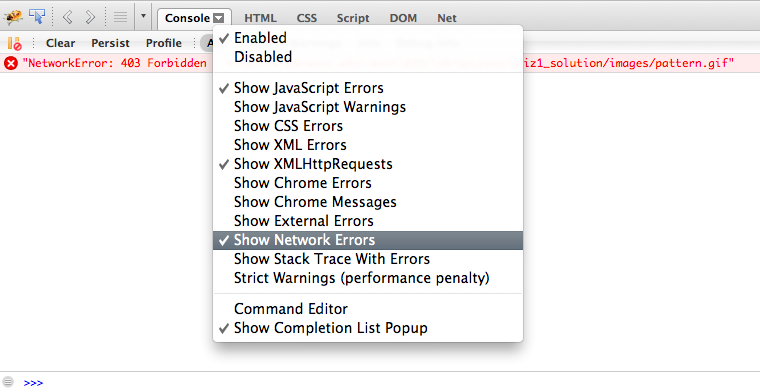 Console HTML CSS Script DOM Net
Clear Persist Profile
"NetworkError: 403 Forbidden
iz1_solution/images/pattern.gif"
Enabled
Disabled
Show JavaScript Errors
Show JavaScript Warnings
Show CSS Errors
Show XML Errors
Show XMLHttpRequests
Show Chrome Errors
Show Chrome Messages
Show External Errors
Show Network Errors
Show Stack Trace With Errors
Strict Warnings (performance penalty)
Command Editor
Show Completion List Popup
>>>